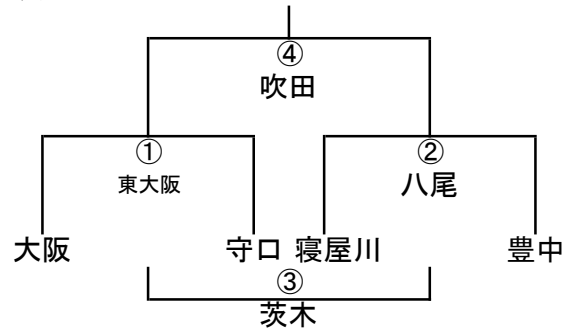 ④
吹田
① ②
東大阪 八尾
大阪 守口 寝屋川 豊中
③
茨木